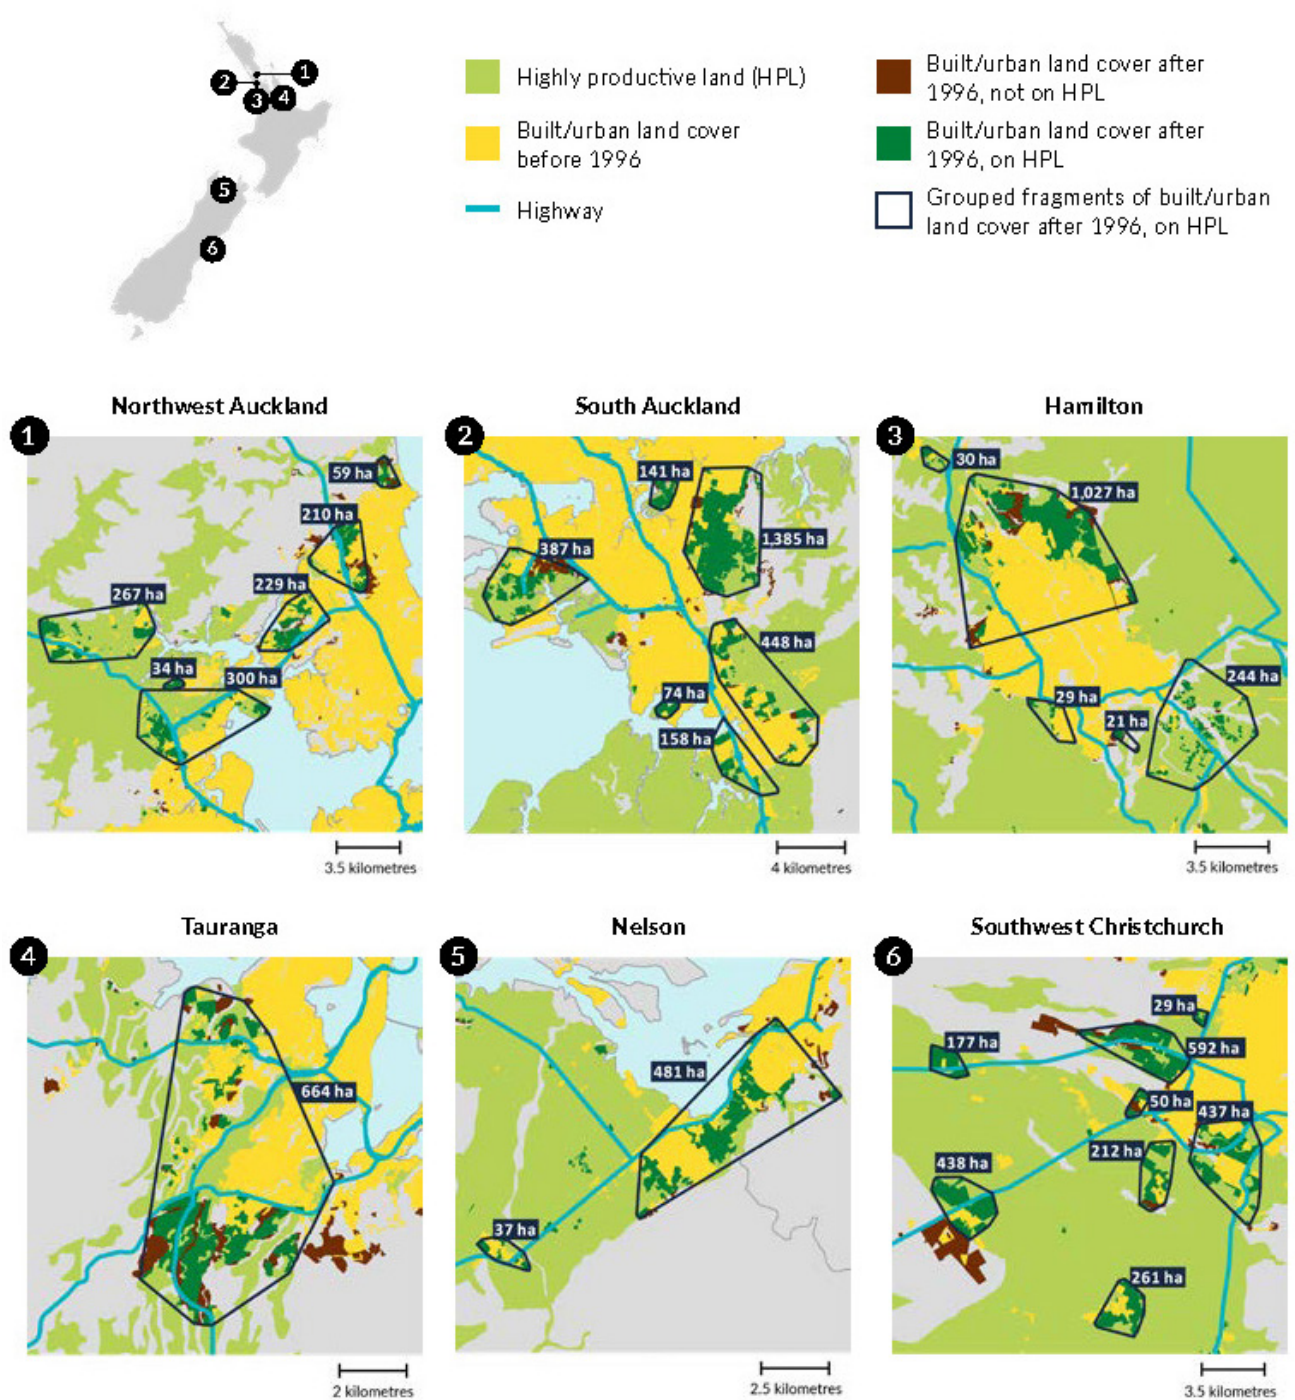 1
2
3
4
5
6
Highly productive land (HPL)
Built/urban land cover
before 1996
Highway
Built/urban land cover after
1996, not on HPL
Built/urban land cover after
1996, on HPL
Grouped fragments of built/urban
land cover after 1996, on HPL
Northwest Auckland
1
59 ha
210 ha
229 ha
267 ha
34 ha
300 ha
3.5 kilometres
South Auckland
2
141 ha
1,385 ha
387 ha
448 ha
74 ha
158 ha
4 kilometres
Hamilton
3
30 ha
1,027 ha
244 ha
29 ha
21 ha
3.5 kilometres
Tauranga
4
664 ha
2 kilometres
Nelson
5
481 ha
37 ha
2.5 kilometres
Southwest Christchurch
6
29 ha
177 ha
592 ha
50 ha
437 ha
212 ha
438 ha
261 ha
3.5 kilometres